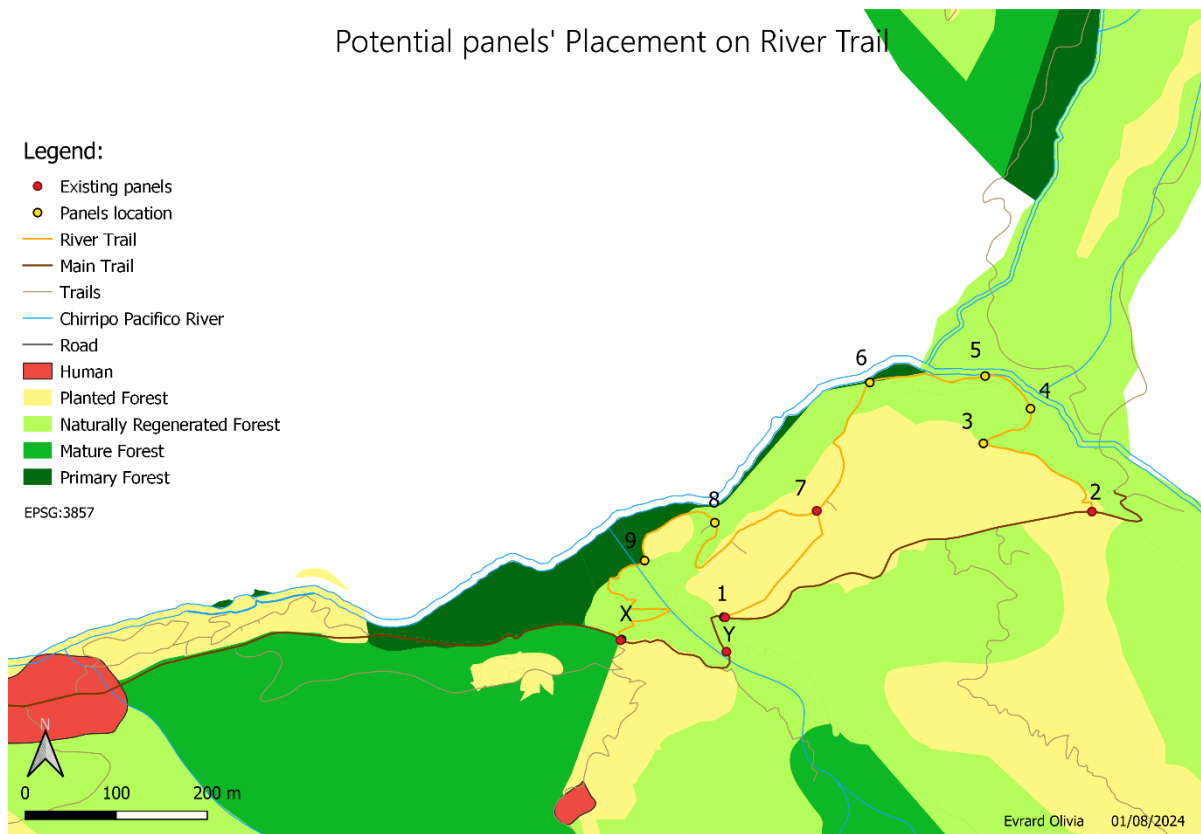 Potential panels' Placement on River Trail
Legend:
Existing panels
Panels location
River Trail
Main Trail
Trails
Chirripo Pacifico River
Road
Human
Planted Forest
Naturally Regenerated Forest
Mature Forest
Primary Forest
EPSG:3857
6
5
4
3
2
7
8
9
1
X
Y
N
0 100 200 m
Evrard Olivia 01/08/2024